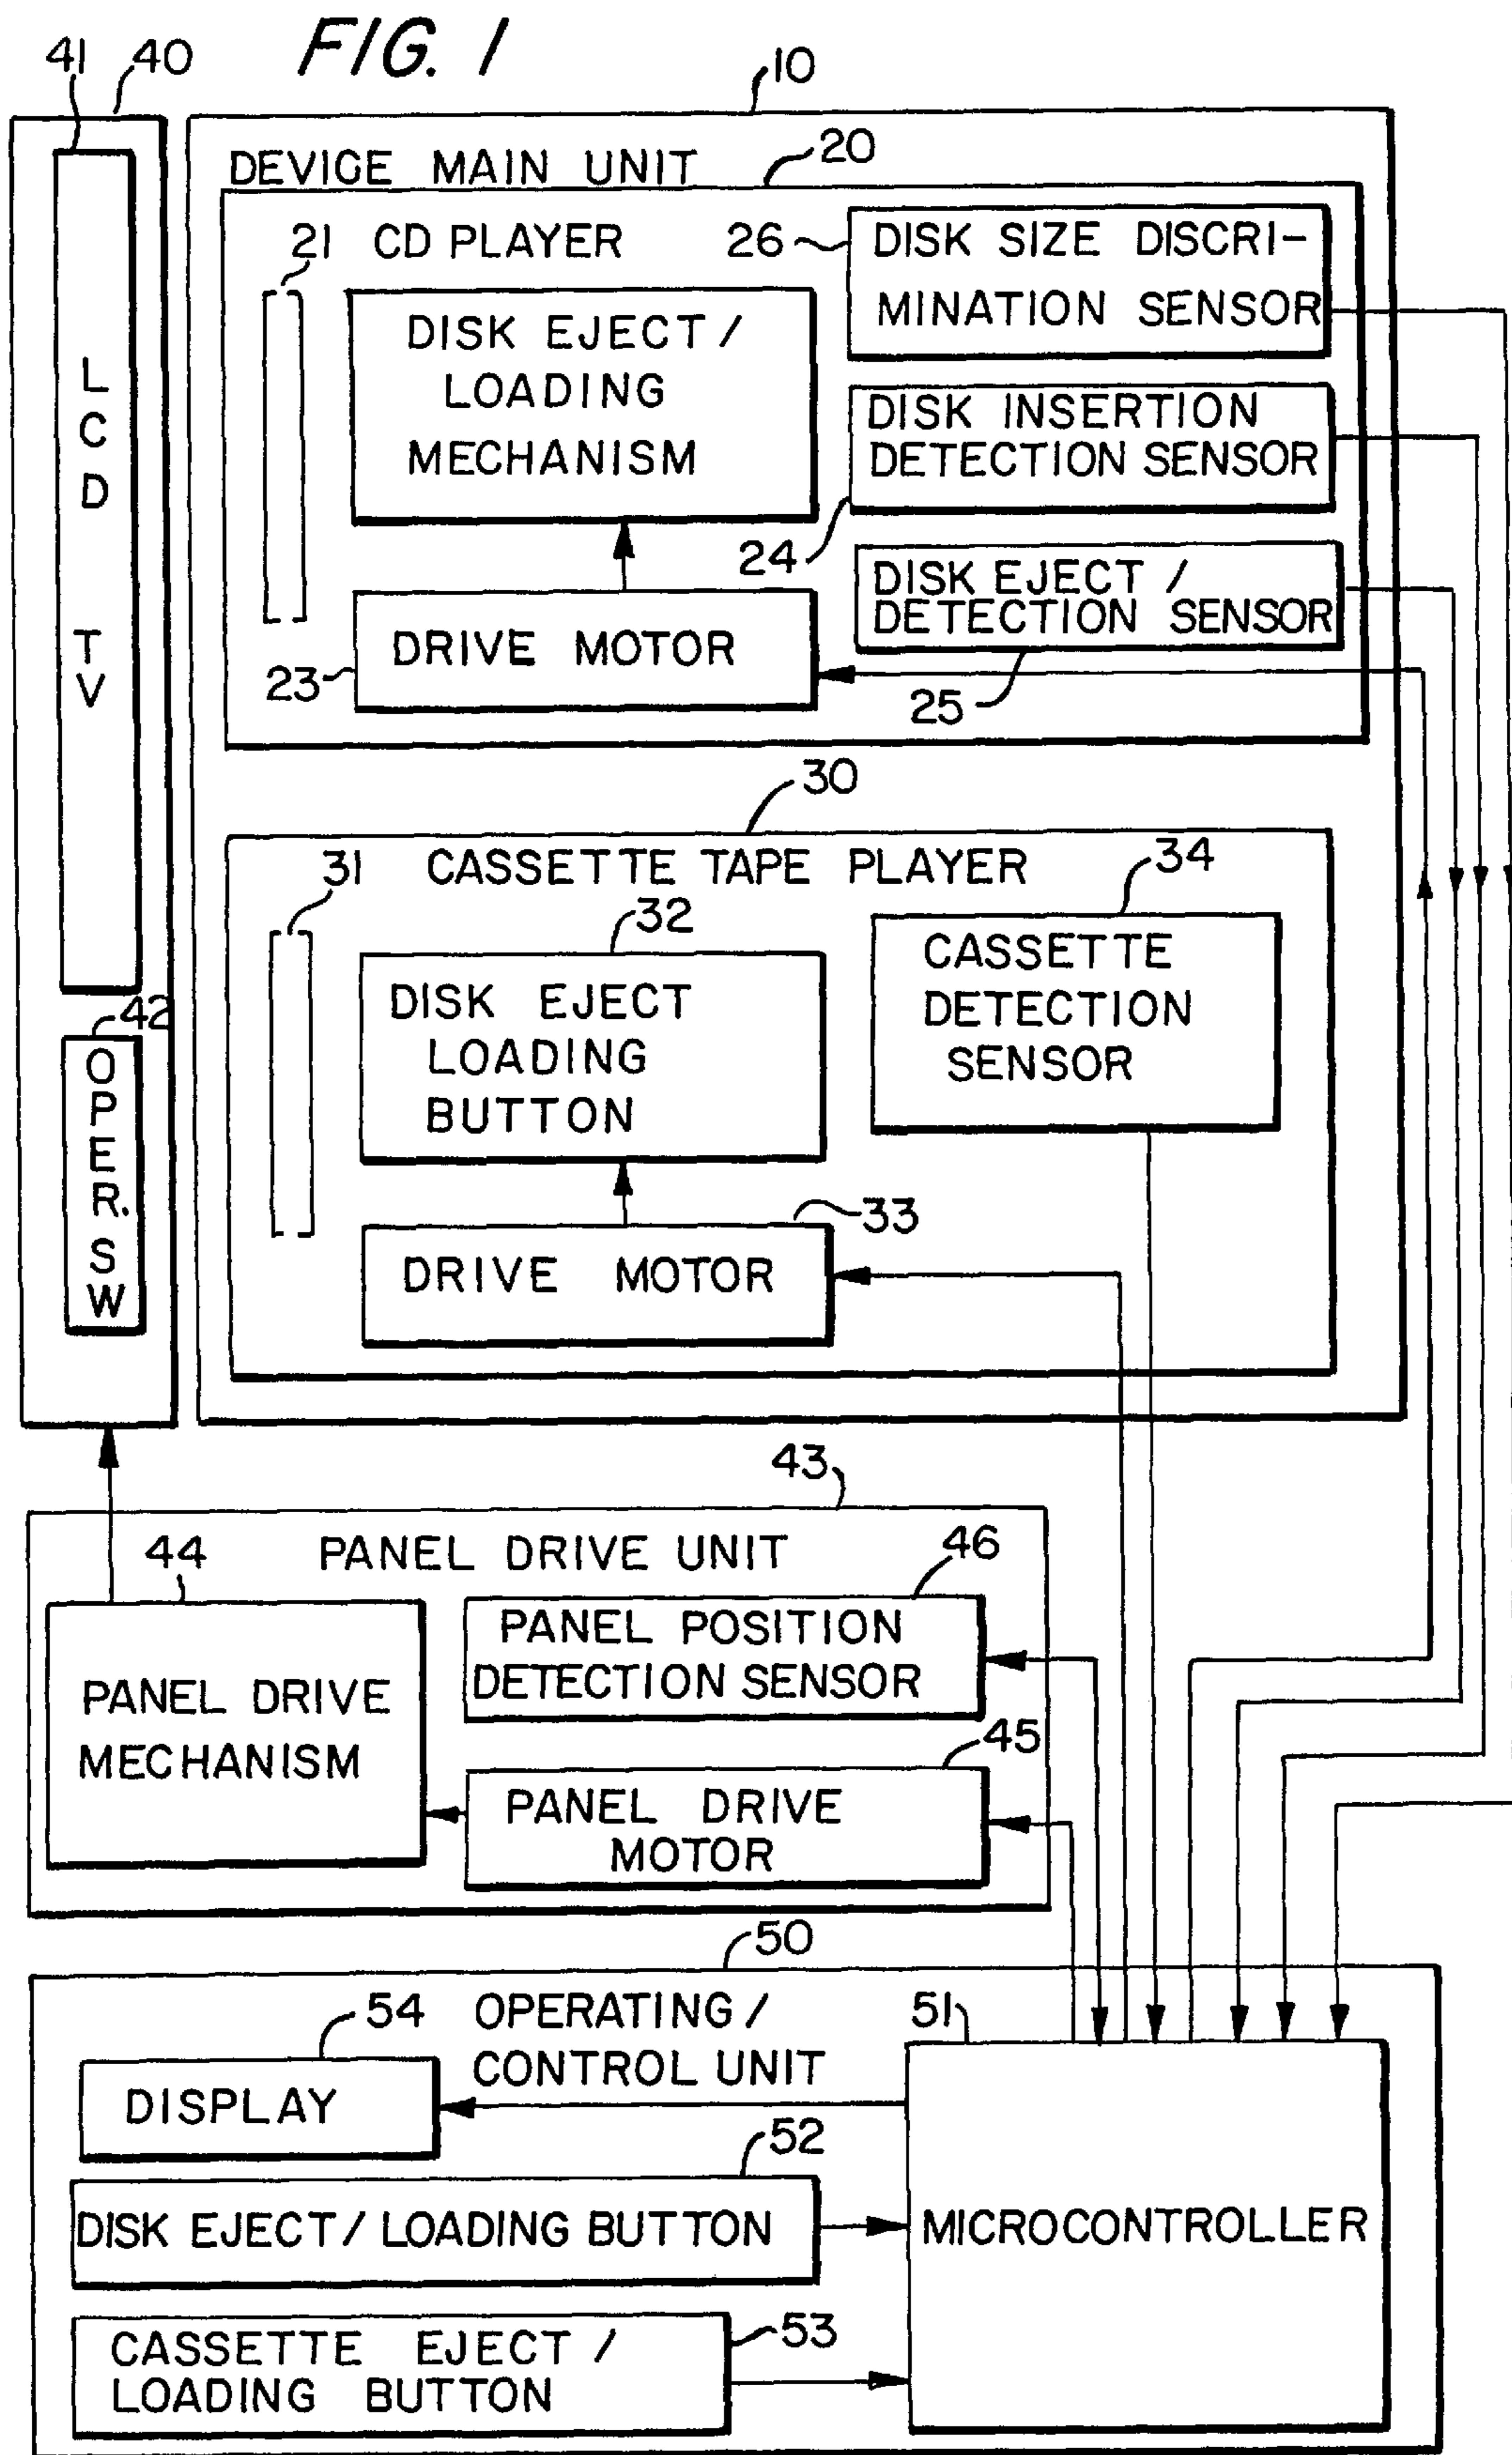 FIG. 1
41
40
10
DEVICE MAIN UNIT
20
LCD TV
21
CD PLAYER
26
DISK SIZE DISCRI-
MINATION SENSOR
DISK EJECT /
LOADING
MECHANISM
DISK INSERTION
DETECTION SENSOR
24
DISK EJECT /
DETECTION SENSOR
25
DRIVE MOTOR
23
30
31
CASSETTE TAPE PLAYER
34
32
DISK EJECT
LOADING
BUTTON
CASSETTE
DETECTION
SENSOR
42
OPER. SW
33
DRIVE MOTOR
43
44
PANEL DRIVE UNIT
46
PANEL POSITION
DETECTION SENSOR
PANEL DRIVE
MECHANISM
45
PANEL DRIVE
MOTOR
50
54
OPERATING /
CONTROL UNIT
51
DISPLAY
52
DISK EJECT / LOADING BUTTON
MICROCONTROLLER
53
CASSETTE EJECT /
LOADING BUTTON